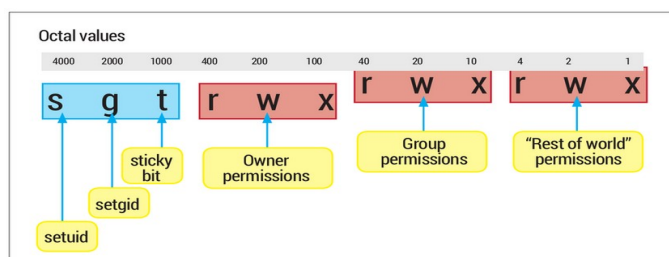 Octal values
4000 2000 1000 400 200 100 40 20 10 4 2 1
s g t r w x r w x r w x
sticky
bit
Owner
permissions
Group
permissions
“Rest of world”
permissions
setgid
setuid